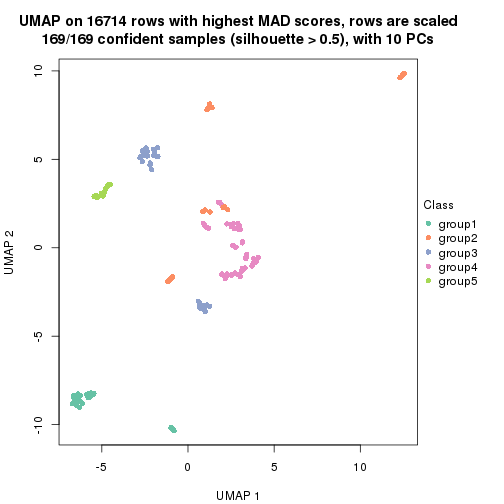 UMAP on 16714 rows with highest MAD scores, rows are scaled
169/169 confident samples (silhouette > 0.5), with 10 PCs
10
5
0
-5
-10
UMAP 2
-5
0
5
10
UMAP 1
Class
group1
group2
group3
group4
group5